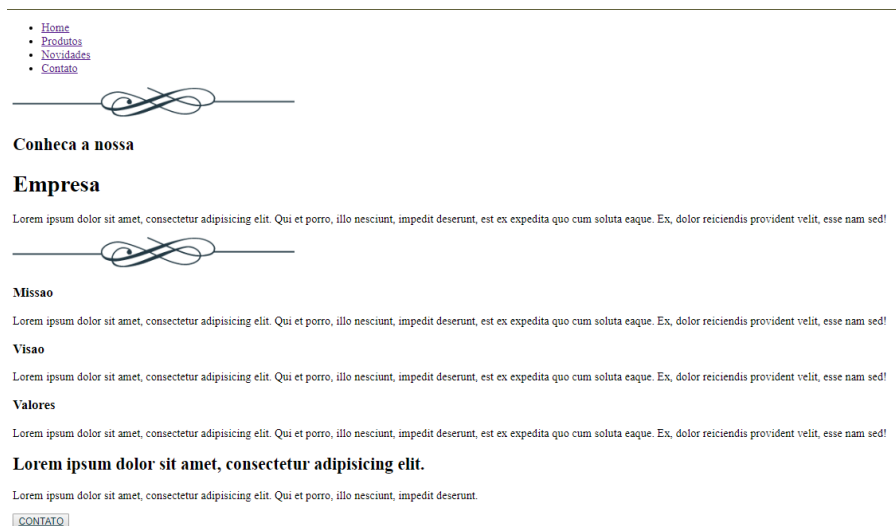 Home
Produtos
Novidades
Contato
Conheca a nossa
Empresa
Lorem ipsum dolor sit amet, consectetur adipisicing elit. Qui et porro, illo nesciunt, impedit deserunt, est ex expedita quo cum soluta eaque. Ex, dolor reiciendis provident velit, esse nam sed!
Missao
Lorem ipsum dolor sit amet, consectetur adipisicing elit. Qui et porro, illo nesciunt, impedit deserunt, est ex expedita quo cum soluta eaque. Ex, dolor reiciendis provident velit, esse nam sed!
Visao
Lorem ipsum dolor sit amet, consectetur adipisicing elit. Qui et porro, illo nesciunt, impedit deserunt, est ex expedita quo cum soluta eaque. Ex, dolor reiciendis provident velit, esse nam sed!
Valores
Lorem ipsum dolor sit amet, consectetur adipisicing elit. Qui et porro, illo nesciunt, impedit deserunt, est ex expedita quo cum soluta eaque. Ex, dolor reiciendis provident velit, esse nam sed!
Lorem ipsum dolor sit amet, consectetur adipisicing elit.
Lorem ipsum dolor sit amet, consectetur adipisicing elit. Qui et porro, illo nesciunt, impedit deserunt.
CONTATO